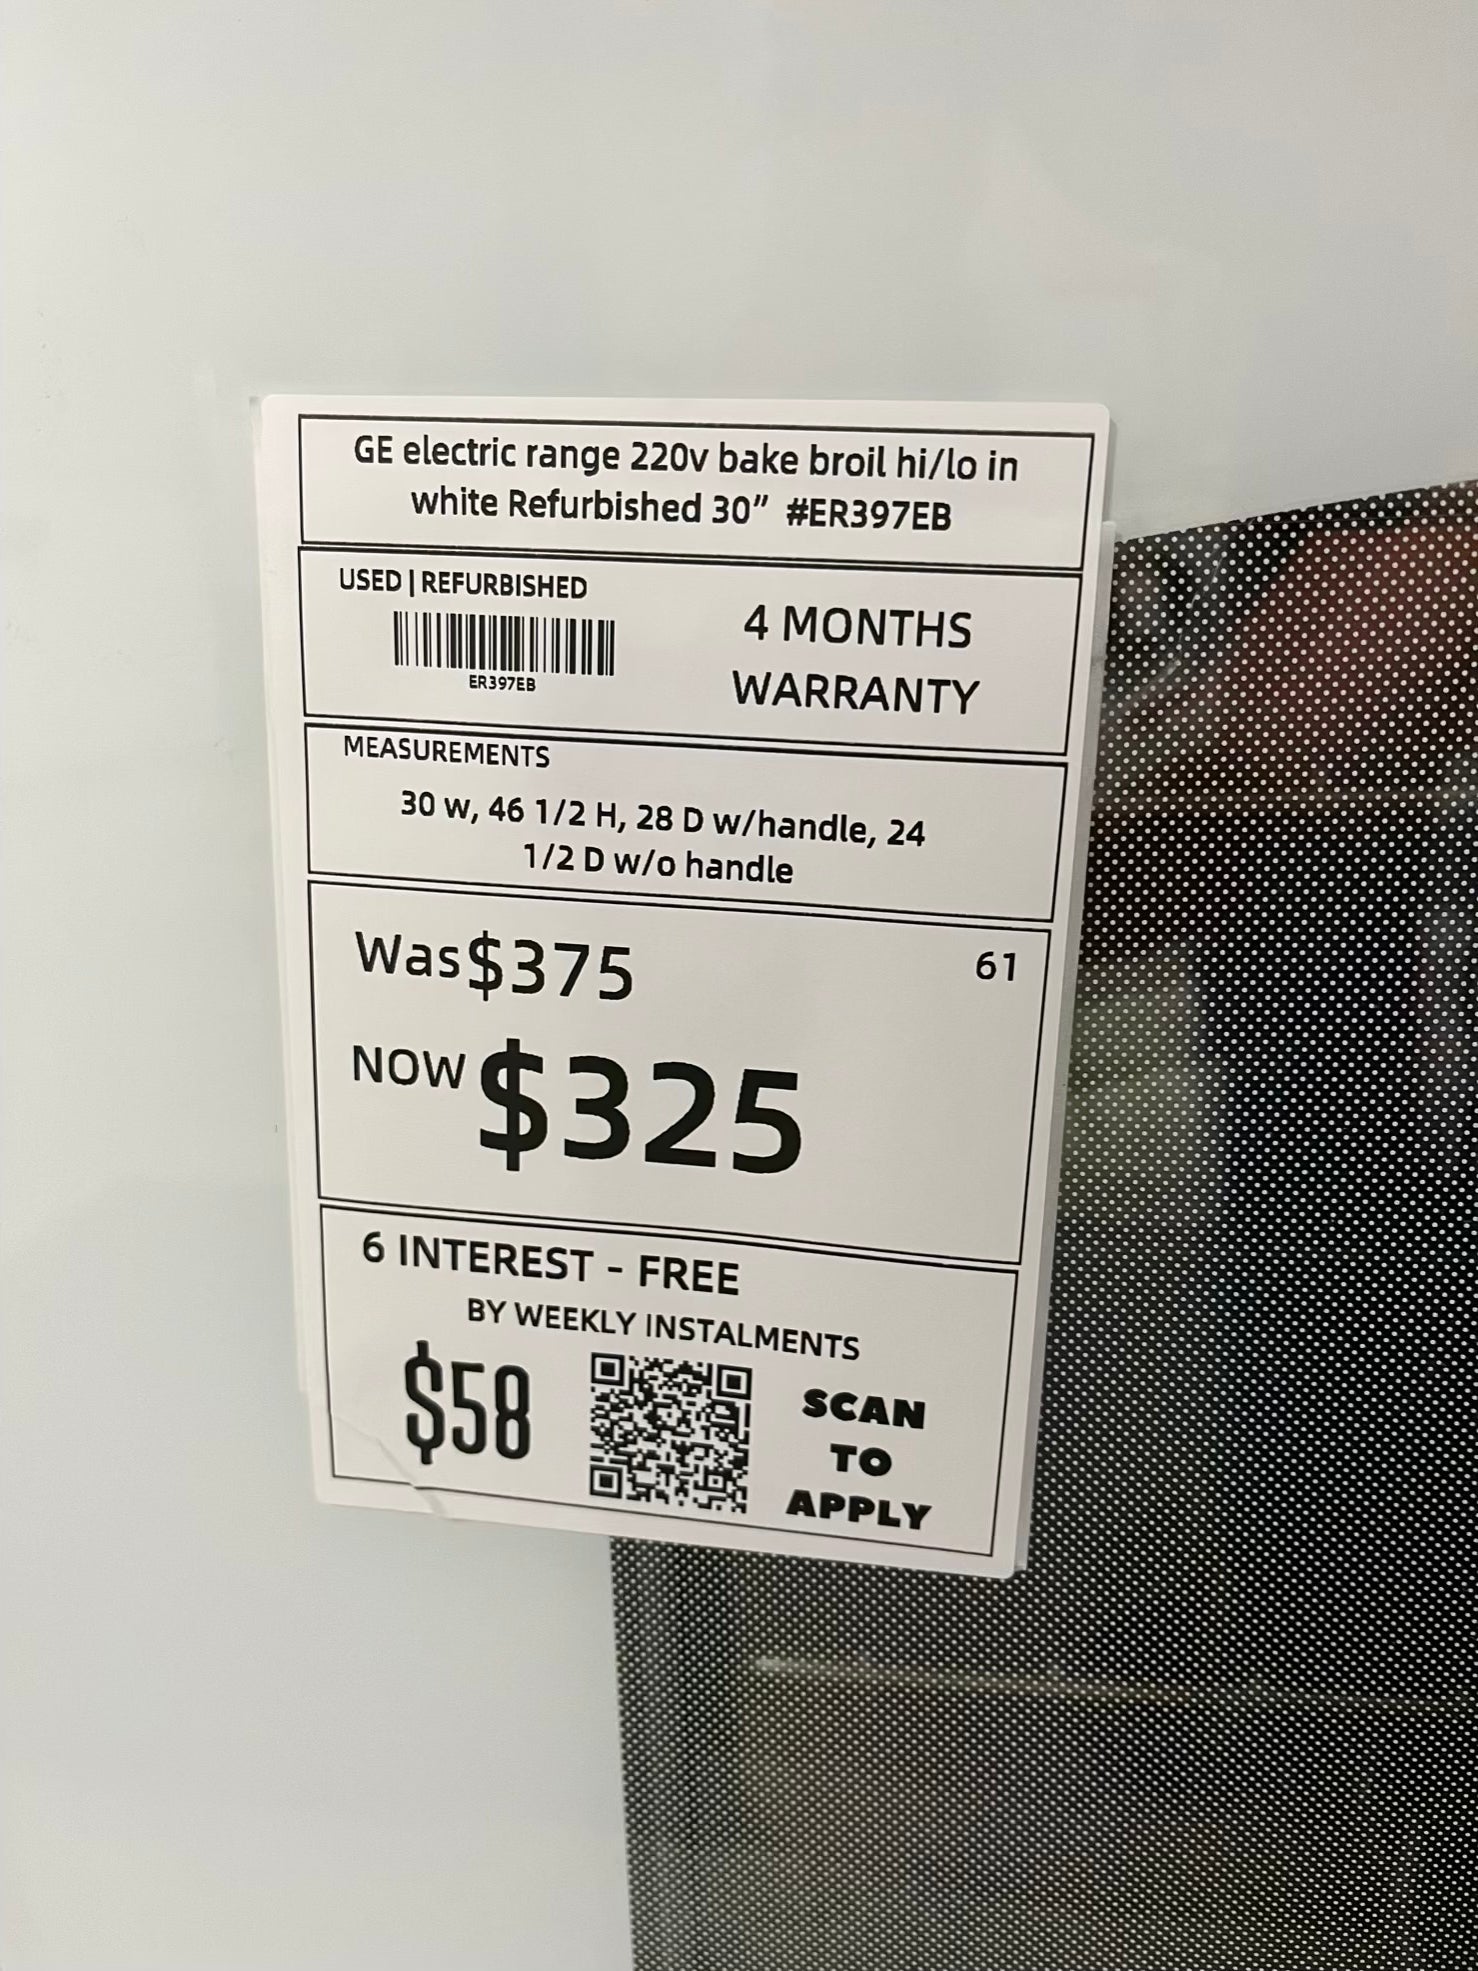 GE electric range 220v bake broil hi/lo in
white Refurbished 30” #ER397EB
USED | REFURBISHED
ER397EB
4 MONTHS
WARRANTY
MEASUREMENTS
30 w, 46 1/2 H, 28 D w/handle, 24
1/2 D w/o handle
Was $375
61
NOW $325
6 INTEREST - FREE
BY WEEKLY INSTALMENTS
$58
SCAN
TO
APPLY